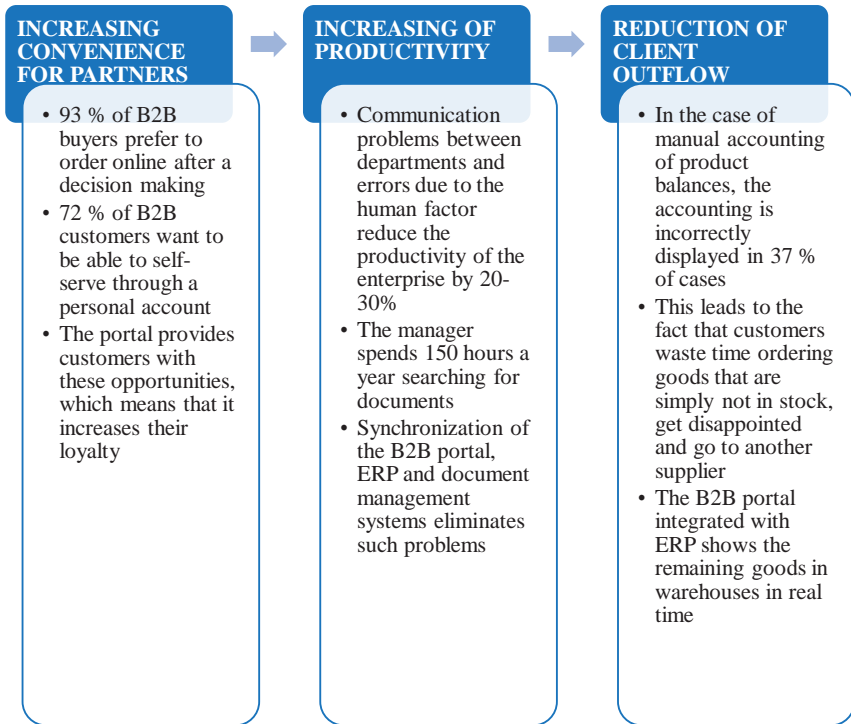 INCREASING
CONVENIENCE
FOR PARTNERS
• 93 % of B2B
buyers prefer to
order online after a
decision making
• 72 % of B2B
customers want to
be able to self-
serve through a
personal account
• The portal provides
customers with
these opportunities,
which means that it
increases their
loyalty
INCREASING OF
PRODUCTIVITY
• Communication
problems between
departments and
errors due to the
human factor
reduce the
productivity of the
enterprise by 20-
30%
• The manager
spends 150 hours a
year searching for
documents
• Synchronization of
the B2B portal,
ERP and document
management
systems eliminates
such problems
REDUCTION OF
CLIENT
OUTFLOW
• In the case of
manual accounting
of product
balances, the
accounting is
incorrectly
displayed in 37 %
of cases
• This leads to the
fact that customers
waste time ordering
goods that are
simply not in stock,
get disappointed
and go to another
supplier
• The B2B portal
integrated with
ERP shows the
remaining goods in
warehouses in real
time